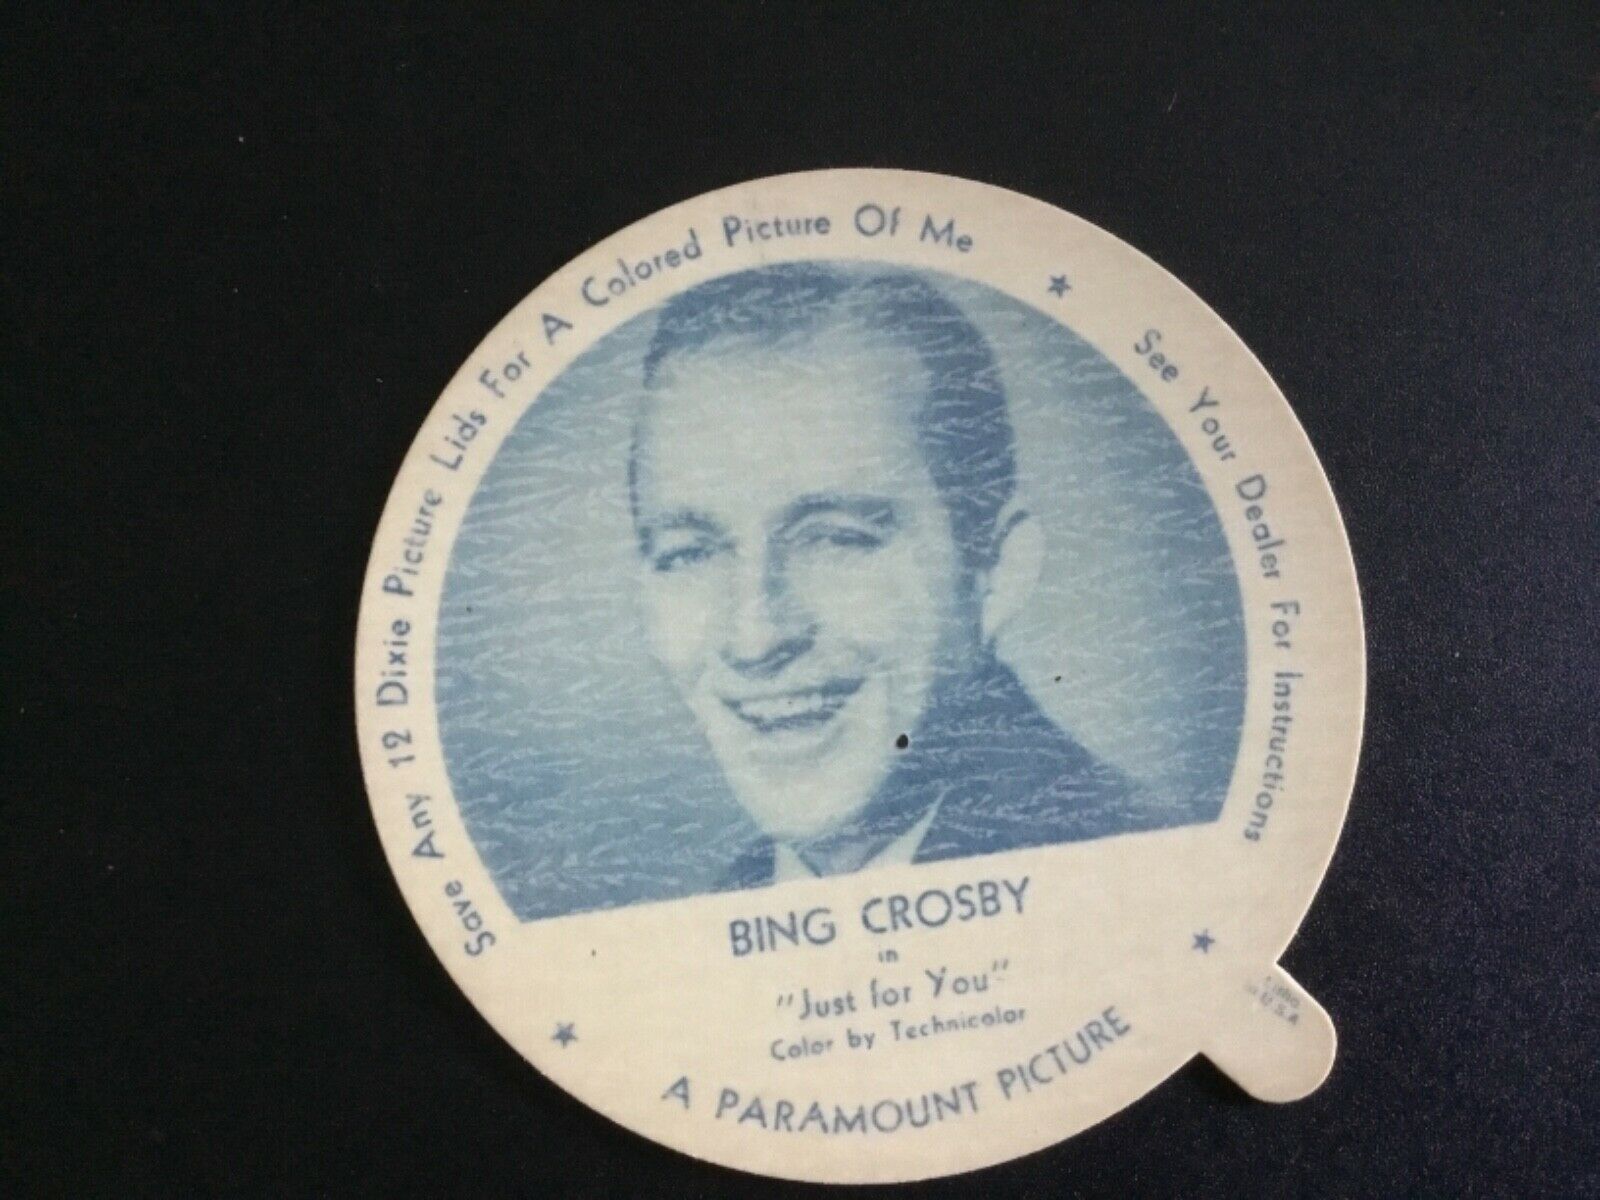 Save Any 12 Dixie Picture Lids For A Colored Picture Of Me
See Your Dealer For Instructions
BING CROSBY
in
"Just for You"
Color by Technicolor
A PARAMOUNT PICTURE
U.S.A